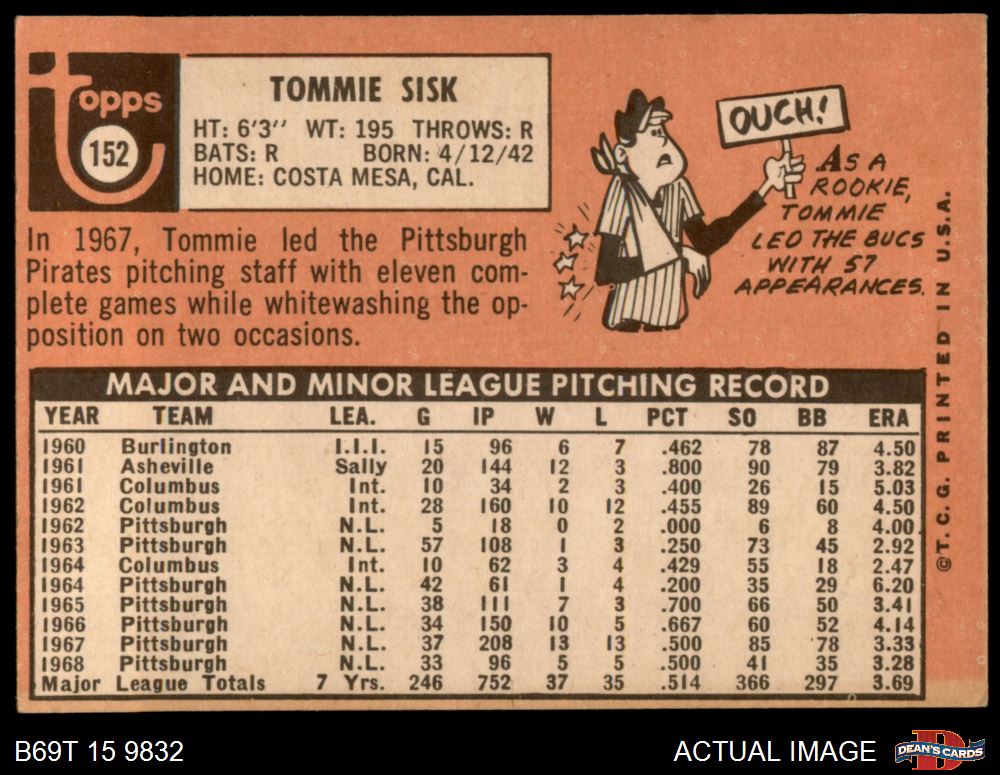 topps
152
TOMMIE SISK
HT: 6'3" WT: 195 THROWS: R
BATS: R BORN: 4/12/42
HOME: COSTA MESA, CAL.
OUCH!
AS A
ROOKIE,
TOMMIE
LED THE BUCS
WITH 57
APPEARANCES.
In 1967, Tommie led the Pittsburgh
Pirates pitching staff with eleven com-
plete games while whitewashing the op-
position on two occasions.
MAJOR AND MINOR LEAGUE PITCHING RECORD
YEAR TEAM LEA. G IP W L PCT SO BB ERA
1960 Burlington I.I.I. 15 96 6 7 .462 78 87 4.50
1961 Asheville Sally 20 144 12 3 .800 90 79 3.82
1961 Columbus Int. 10 34 2 3 .400 26 15 5.03
1962 Columbus Int. 28 160 10 12 .455 89 60 4.50
1962 Pittsburgh N.L. 5 18 0 2 .000 6 8 4.00
1963 Pittsburgh N.L. 57 108 1 3 .250 73 45 2.92
1964 Columbus Int. 10 62 3 4 .429 55 18 2.47
1964 Pittsburgh N.L. 42 61 1 4 .200 35 29 6.20
1965 Pittsburgh N.L. 38 111 7 3 .700 66 50 3.41
1966 Pittsburgh N.L. 34 150 10 5 .667 60 52 4.14
1967 Pittsburgh N.L. 37 208 13 13 .500 85 78 3.33
1968 Pittsburgh N.L. 33 96 5 5 .500 41 35 3.28
Major League Totals 7 Yrs. 246 752 37 35 .514 366 297 3.69
©T. C. G. PRINTED IN U.S.A.
B69T 15 9832
ACTUAL IMAGE
D
DEAN'S CARDS